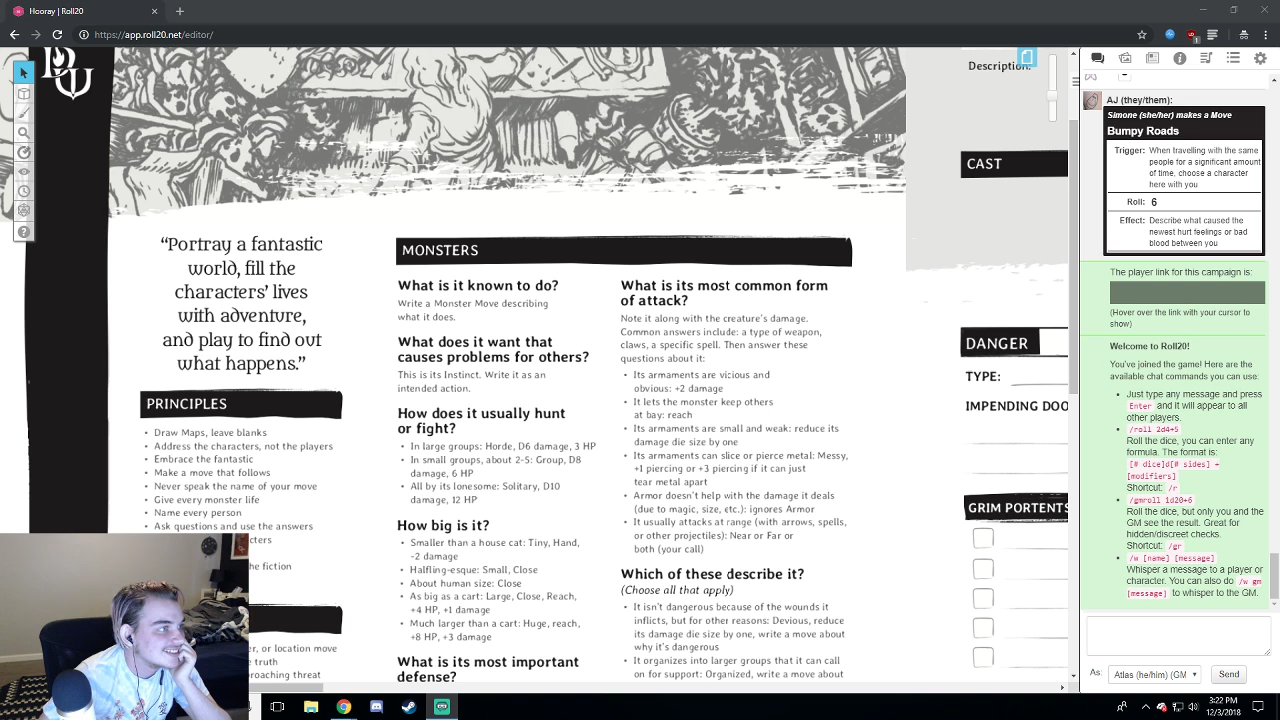 https://app.roll20.net/editor/
DU
"Portray a fantastic
world, fill the
characters' lives
with adventure,
and play to find out
what happens."
PRINCIPLES
• Draw Maps, leave blanks
• Address the characters, not the players
• Embrace the fantastic
• Make a move that follows
• Never speak the name of your move
• Give every monster life
• Name every person
• Ask questions and use the answers
cters
he fiction
er, or location move
e truth
roaching threat
MONSTERS
What is it known to do?
Write a Monster Move describing
what it does.
What does it want that
causes problems for others?
This is its Instinct. Write it as an
intended action.
How does it usually hunt
or fight?
• In large groups: Horde, D6 damage, 3 HP
• In small groups, about 2-5: Group, D8
damage, 6 HP
• All by its lonesome: Solitary, D10
damage, 12 HP
How big is it?
• Smaller than a house cat: Tiny, Hand,
-2 damage
• Halfling-esque: Small, Close
• About human size: Close
• As big as a cart: Large, Close, Reach,
+4 HP, +1 damage
• Much larger than a cart: Huge, reach,
+8 HP, +3 damage
What is its most important
defense?
What is its most common form
of attack?
Note it along with the creature's damage.
Common answers include: a type of weapon,
claws, a specific spell. Then answer these
questions about it:
• Its armaments are vicious and
obvious: +2 damage
• It lets the monster keep others
at bay: reach
• Its armaments are small and weak: reduce its
damage die size by one
• Its armaments can slice or pierce metal: Messy,
+1 piercing or +3 piercing if it can just
tear metal apart
• Armor doesn't help with the damage it deals
(due to magic, size, etc.): ignores Armor
• It usually attacks at range (with arrows, spells,
or other projectiles): Near or Far or
both (your call)
Which of these describe it?
(Choose all that apply)
• It isn't dangerous because of the wounds it
inflicts, but for other reasons: Devious, reduce
its damage die size by one, write a move about
why it's dangerous
• It organizes into larger groups that it can call
on for support: Organized, write a move about
Description:
CAST
DANGER
TYPE:
IMPENDING DOO
GRIM PORTENTS
AJ (they/them):
Simone (she/her) makes a Move
Bumpy Roads
Trigger: When travelling with the same
people for a significant amount
of time, choose a character
here with you
Roll: 6
Effect: Describe what caused the
newest hurt feelings or bad
blood between you
The player link for this campaign is:
(Hover over the link with your cursor to
show)
Welcome to Roll20!
You've joined the game! Here are the
available chat commands you can use:
• Just type any message and press
Enter and it will appear to all
players.
• /roll 2d4+5
Roll the dice, you can enter any
formula. The format is:
[# dice]d[# sides] +
[modifiers]
Shortcut: /r
• /gmroll 1d20+6
Roll the dice, but only you and the
GM see the result. Great for
hidden/discreet checks.
Shortcut: /gr
• /w [name] [message]
Whisper a message to a player or
character. You can also do /w gm
[message] to whisper to the GM.
As: Atlas (he/him) (GM
Send
3:22 PM